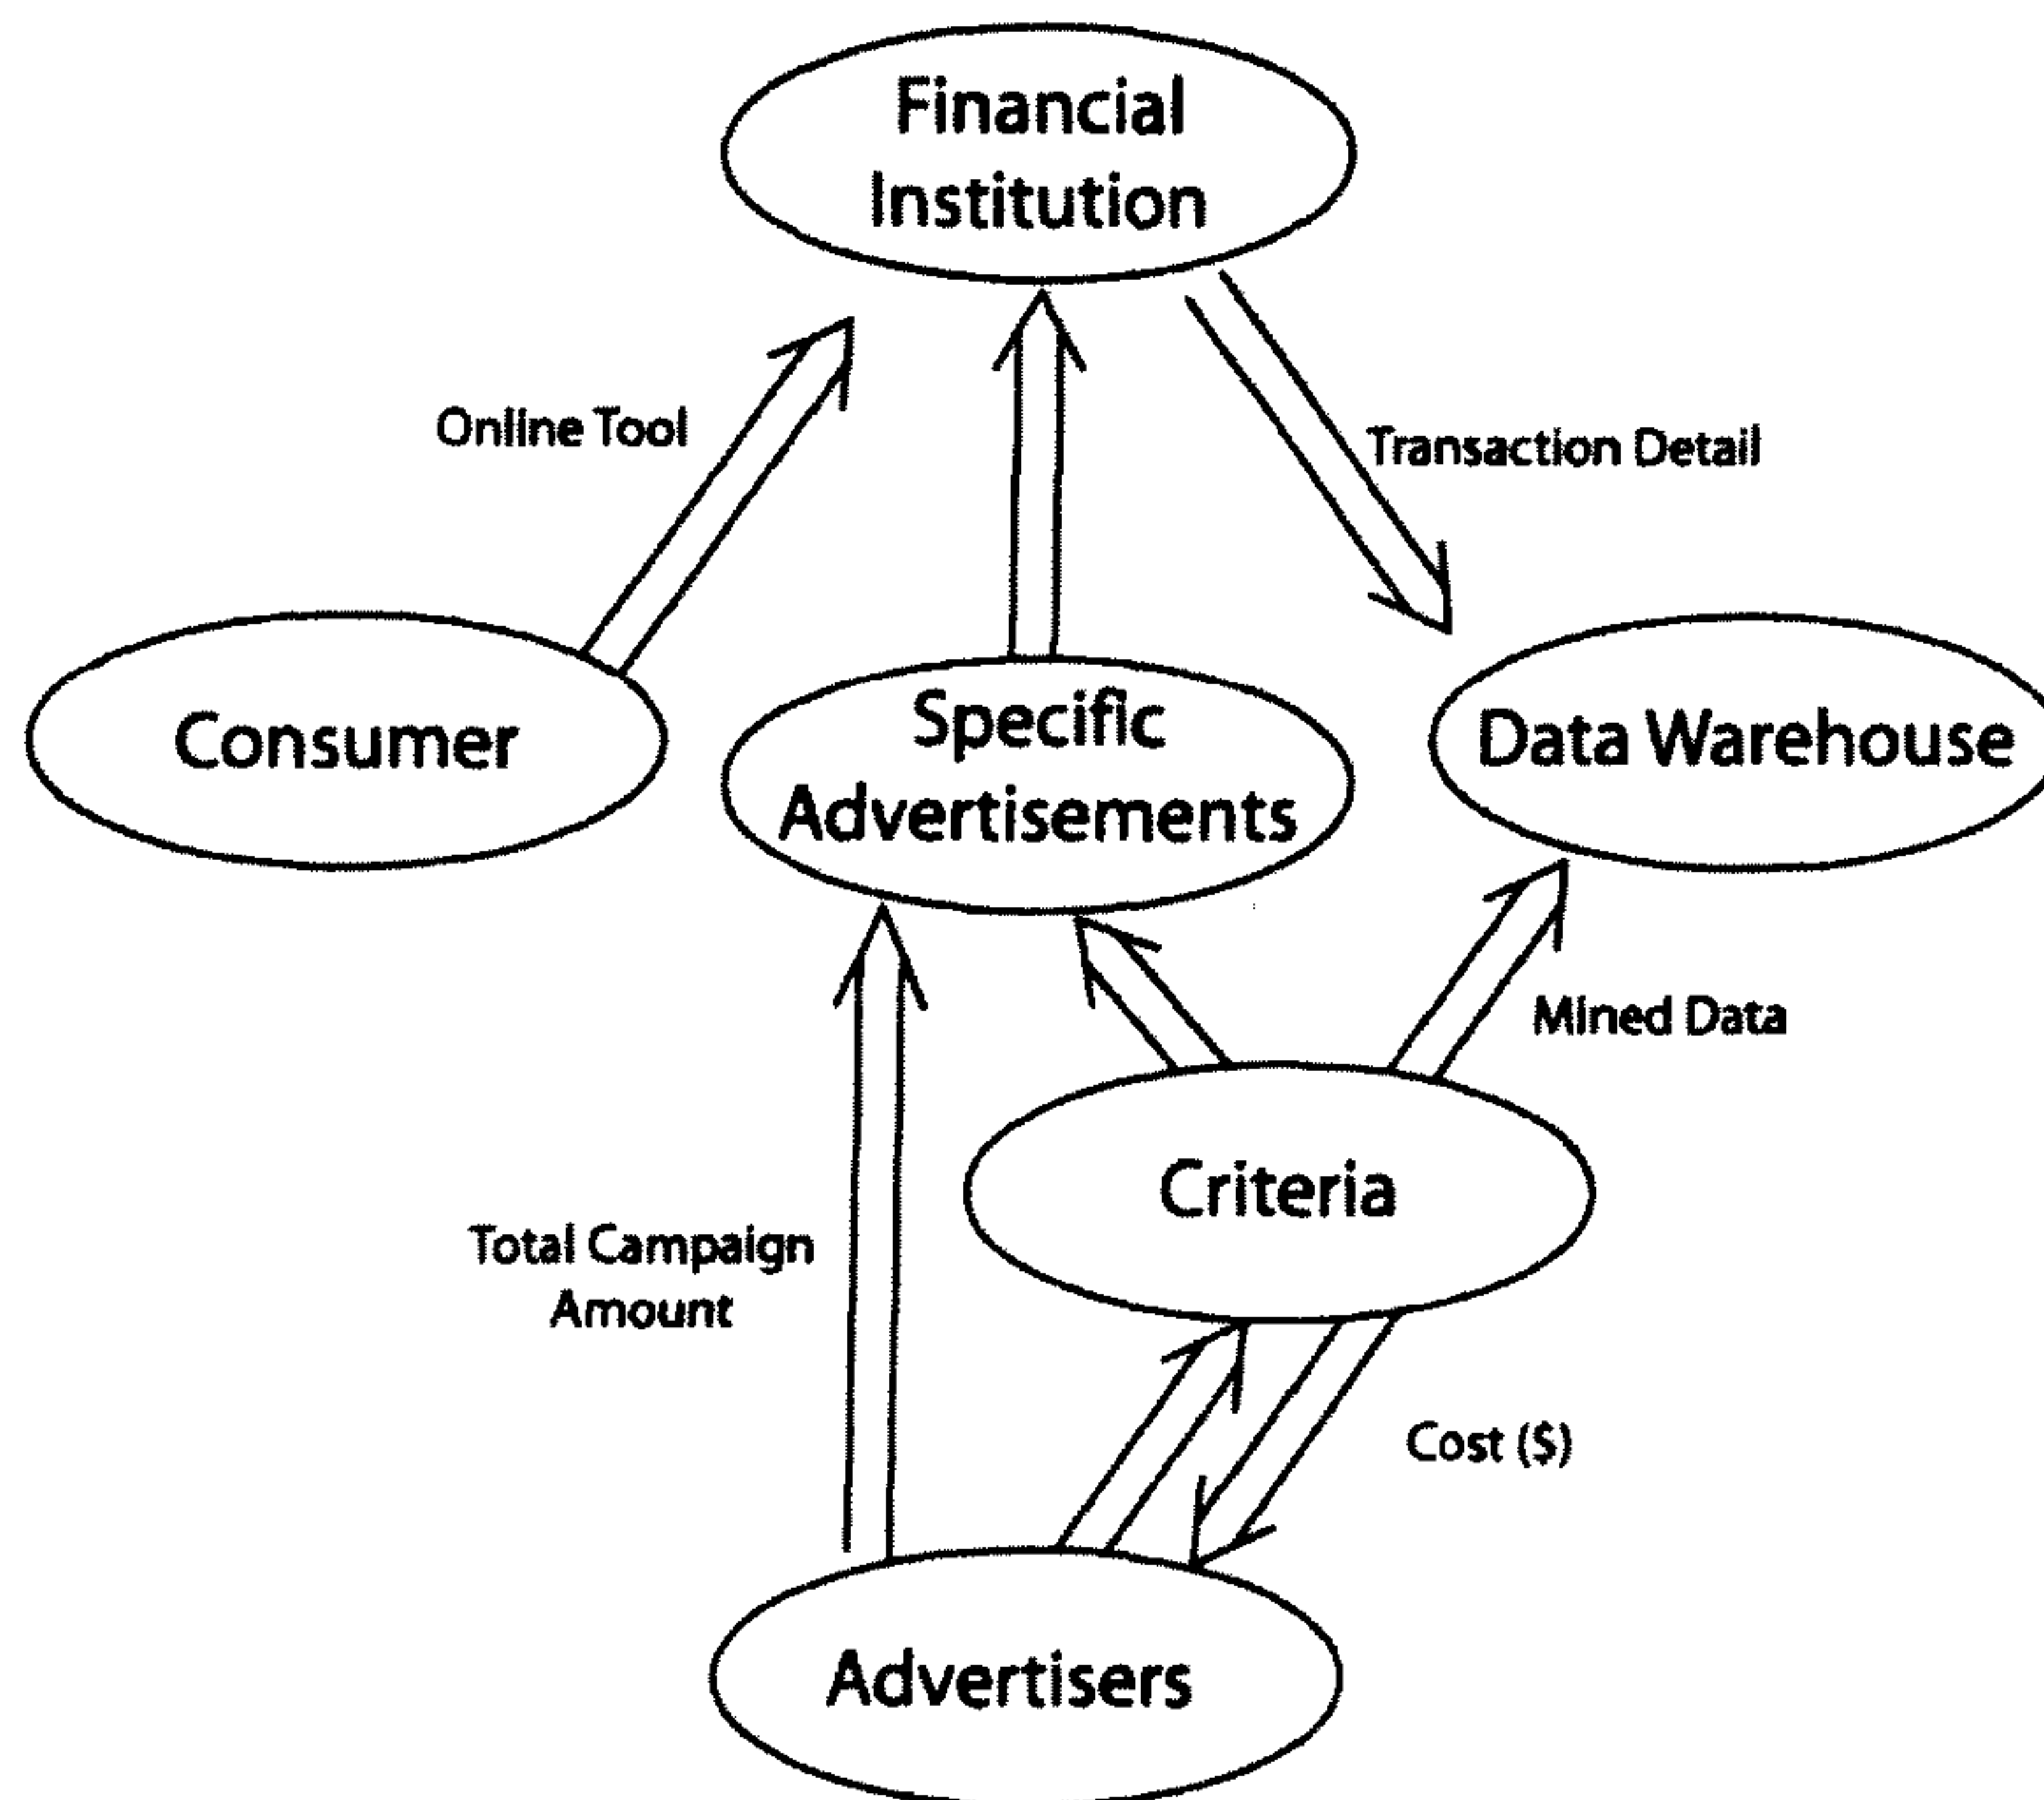 Financial
Institution
Online Tool
Transaction Detail
Consumer
Specific
Advertisements
Data Warehouse
Mined Data
Criteria
Total Campaign
Amount
Cost ($)
Advertisers